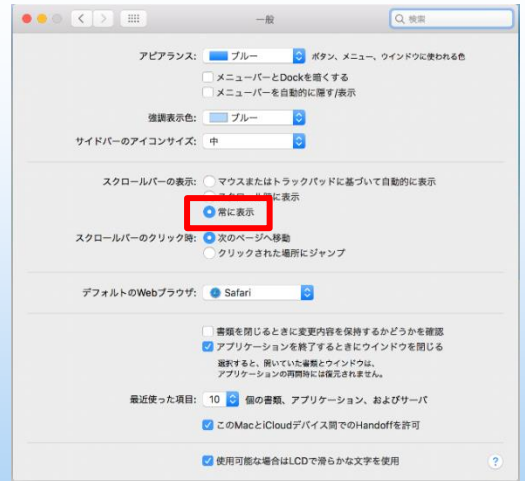 一般
検索
アピアランス: ブルー ボタン、メニュー、ウインドウに使われる色
メニューバーとDockを暗くする
メニューバーを自動的に隠す/表示
強調表示色: ブルー
サイドバーのアイコンサイズ: 中
スクロールバーの表示: マウスまたはトラックパッドに基づいて自動的に表示
スクロール時に表示
常に表示
スクロールバーのクリック時: 次のページへ移動
クリックされた場所にジャンプ
デフォルトのWebブラウザ: Safari
書類を閉じるときに変更内容を保持するかどうかを確認
アプリケーションを終了するときにウインドウを閉じる
選択すると、開いていた書類とウインドウは、
アプリケーションの再開時には復元されません。
最近使った項目: 10 個の書類、アプリケーション、およびサーバ
このMacとiCloudデバイス間でのHandoffを許可
使用可能な場合はLCDで滑らかな文字を使用 ?